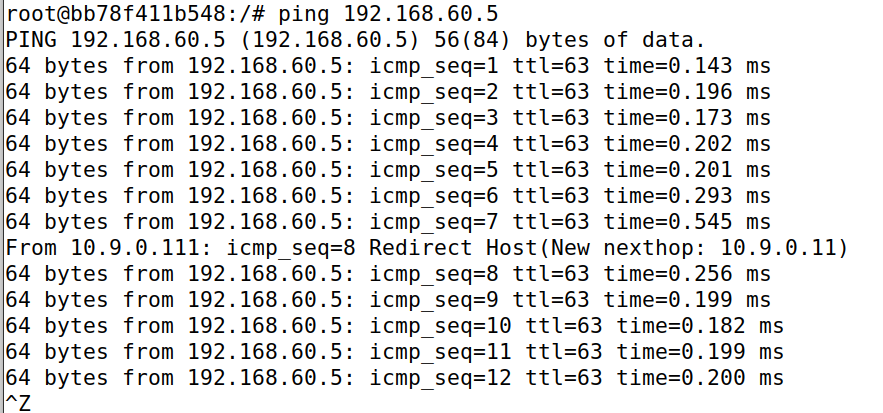 root@bb78f411b548:/# ping 192.168.60.5
PING 192.168.60.5 (192.168.60.5) 56(84) bytes of data.
64 bytes from 192.168.60.5: icmp_seq=1 ttl=63 time=0.143 ms
64 bytes from 192.168.60.5: icmp_seq=2 ttl=63 time=0.196 ms
64 bytes from 192.168.60.5: icmp_seq=3 ttl=63 time=0.173 ms
64 bytes from 192.168.60.5: icmp_seq=4 ttl=63 time=0.202 ms
64 bytes from 192.168.60.5: icmp_seq=5 ttl=63 time=0.201 ms
64 bytes from 192.168.60.5: icmp_seq=6 ttl=63 time=0.293 ms
64 bytes from 192.168.60.5: icmp_seq=7 ttl=63 time=0.545 ms
From 10.9.0.111: icmp_seq=8 Redirect Host(New nexthop: 10.9.0.11)
64 bytes from 192.168.60.5: icmp_seq=8 ttl=63 time=0.256 ms
64 bytes from 192.168.60.5: icmp_seq=9 ttl=63 time=0.199 ms
64 bytes from 192.168.60.5: icmp_seq=10 ttl=63 time=0.182 ms
64 bytes from 192.168.60.5: icmp_seq=11 ttl=63 time=0.199 ms
64 bytes from 192.168.60.5: icmp_seq=12 ttl=63 time=0.200 ms
^Z